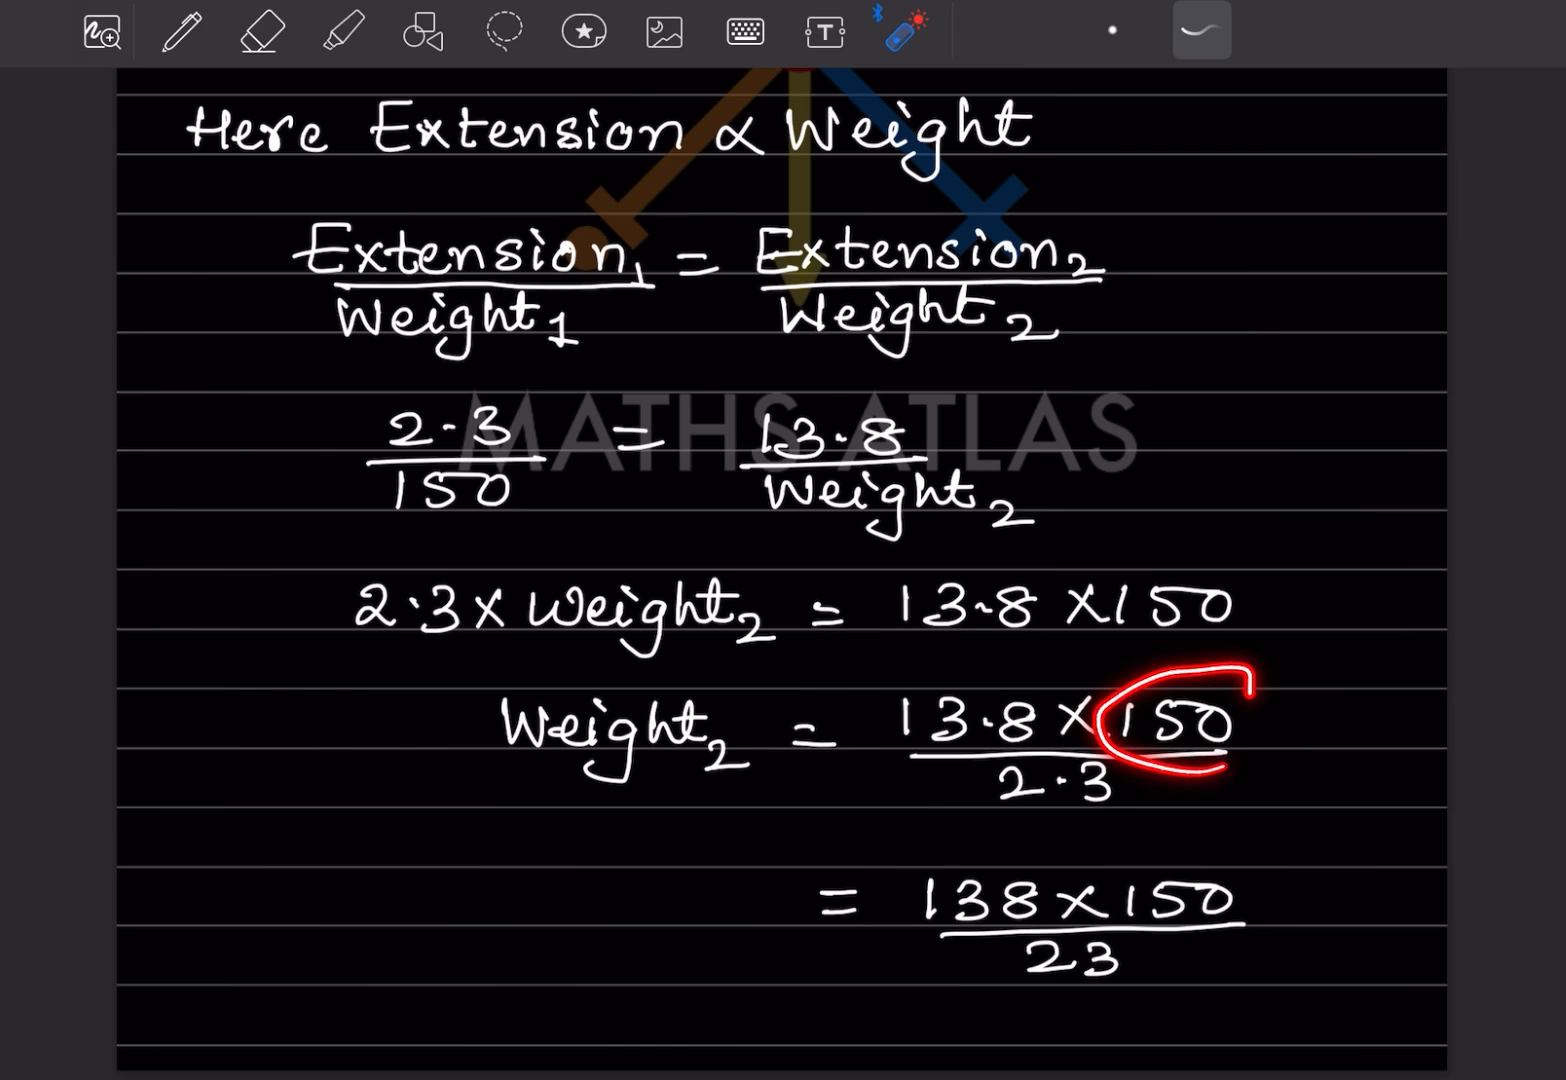 Here Extension ∝ Weight
Extension₁ = Extension₂
Weight₁ Weight₂
MATHS ATLAS
2.3 = 13.8
150 Weight₂
2.3 × Weight₂ = 13.8 × 150
Weight₂ = 13.8 × 150
2.3
= 138 × 150
23